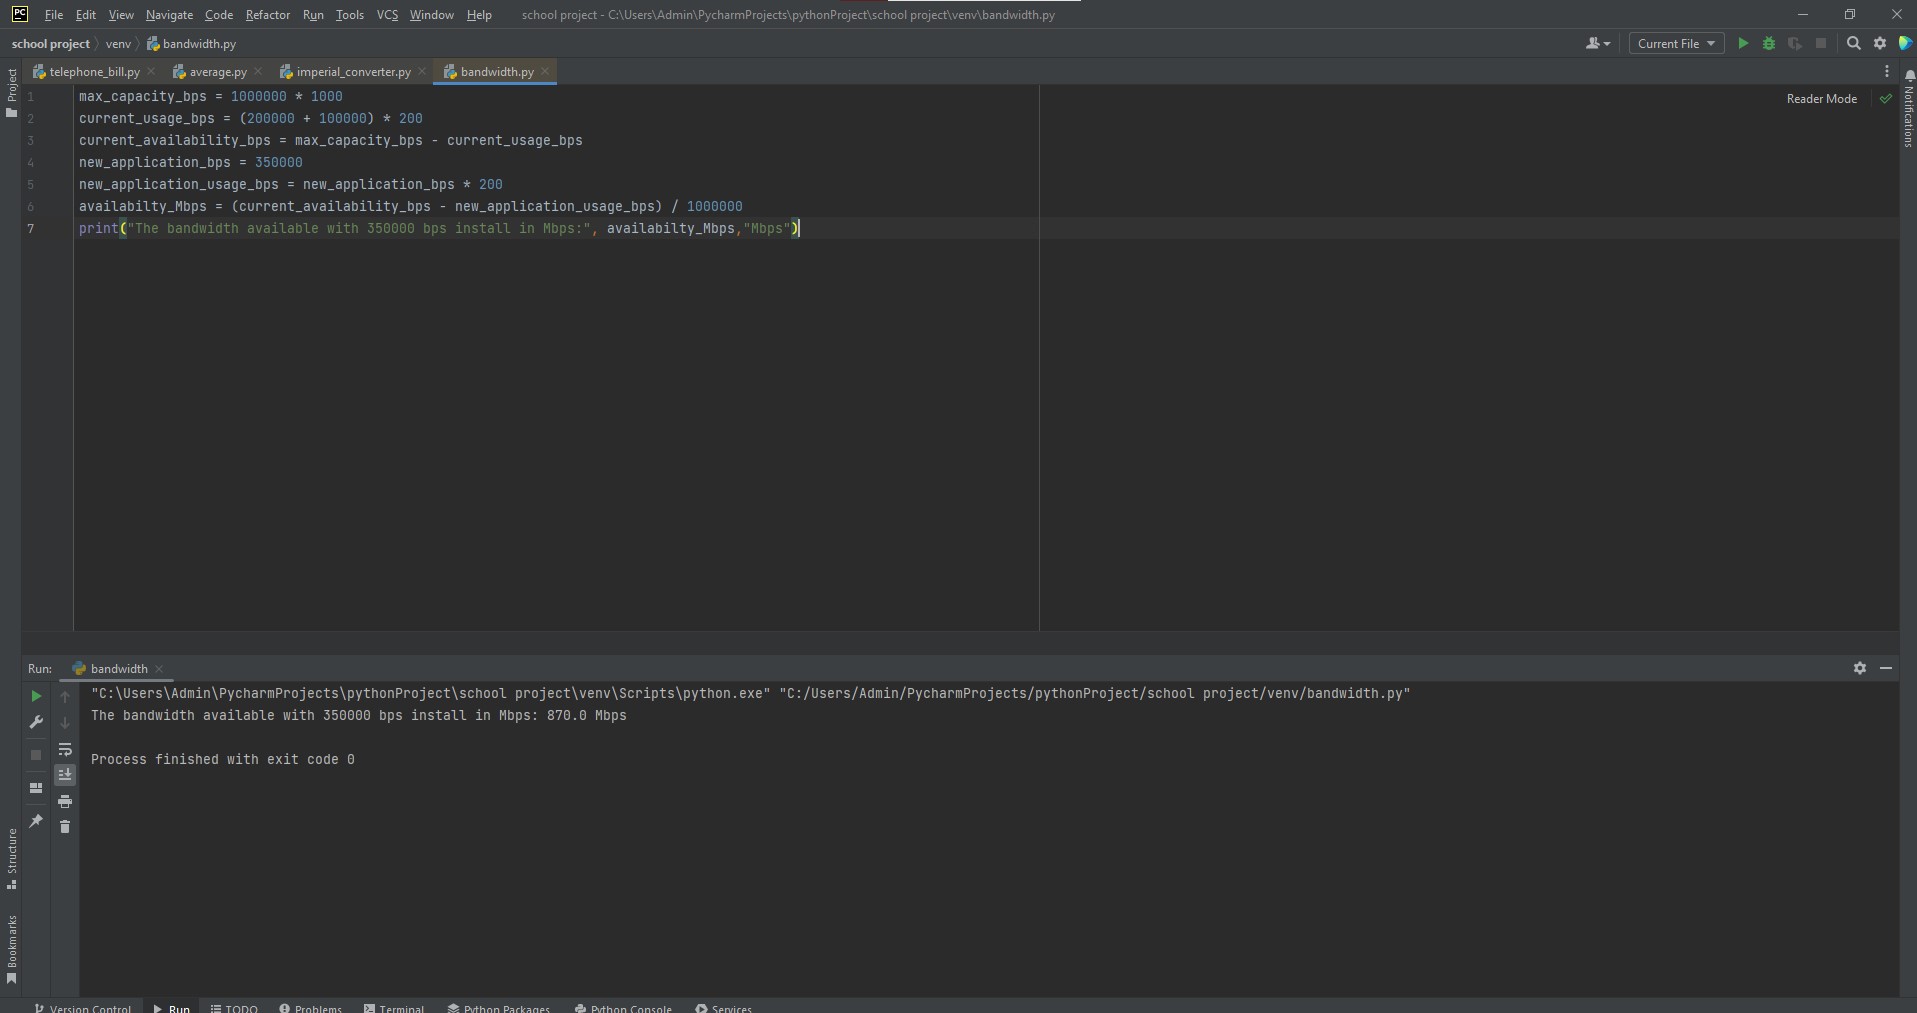 PC File Edit View Navigate Code Refactor Run Tools VCS Window Help school project - C:\Users\Admin\PycharmProjects\pythonProject\school project\venv\bandwidth.py
school project venv bandwidth.py Current File
telephone_bill.py average.py imperial_converter.py bandwidth.py
Project
Notifications
Reader Mode
1 max_capacity_bps = 1000000 * 1000
2 current_usage_bps = (200000 + 100000) * 200
3 current_availability_bps = max_capacity_bps - current_usage_bps
4 new_application_bps = 350000
5 new_application_usage_bps = new_application_bps * 200
6 availabilty_Mbps = (current_availability_bps - new_application_usage_bps) / 1000000
7 print("The bandwidth available with 350000 bps install in Mbps:", availabilty_Mbps,"Mbps")
Run: bandwidth
"C:\Users\Admin\PycharmProjects\pythonProject\school project\venv\Scripts\python.exe" "C:/Users/Admin/PycharmProjects/pythonProject/school project/venv/bandwidth.py"
The bandwidth available with 350000 bps install in Mbps: 870.0 Mbps
Process finished with exit code 0
Structure
Bookmarks
Version Control Run TODO Problems Terminal Python Packages Python Console Services